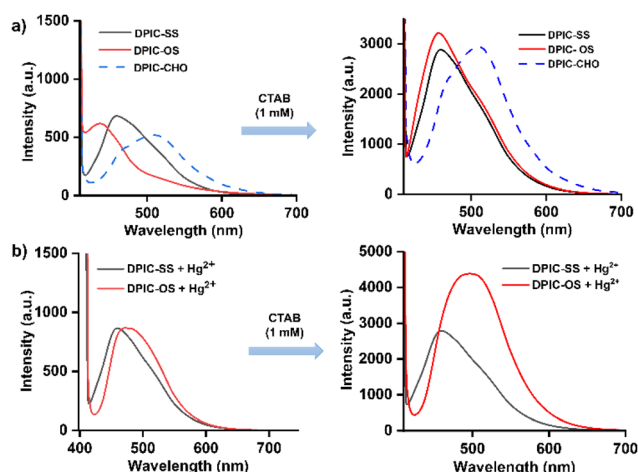 a)
1500
1000
500
0
Intensity (a.u.)
500
600
700
Wavelength (nm)
DPIC-SS
DPIC-OS
DPIC-CHO
CTAB
(1 mM)
3000
2000
1000
0
Intensity (a.u.)
500
600
700
Wavelength (nm)
DPIC-SS
DPIC- OS
DPIC-CHO
b)
1500
1000
500
0
Intensity (a.u.)
400
500
600
700
Wavelength (nm)
DPIC-SS + Hg²⁺
DPIC-OS + Hg²⁺
CTAB
(1 mM)
5000
4000
3000
2000
1000
0
Intensity (a.u.)
500
600
700
Wavelength (nm)
DPIC-SS + Hg²⁺
DPIC-OS + Hg²⁺